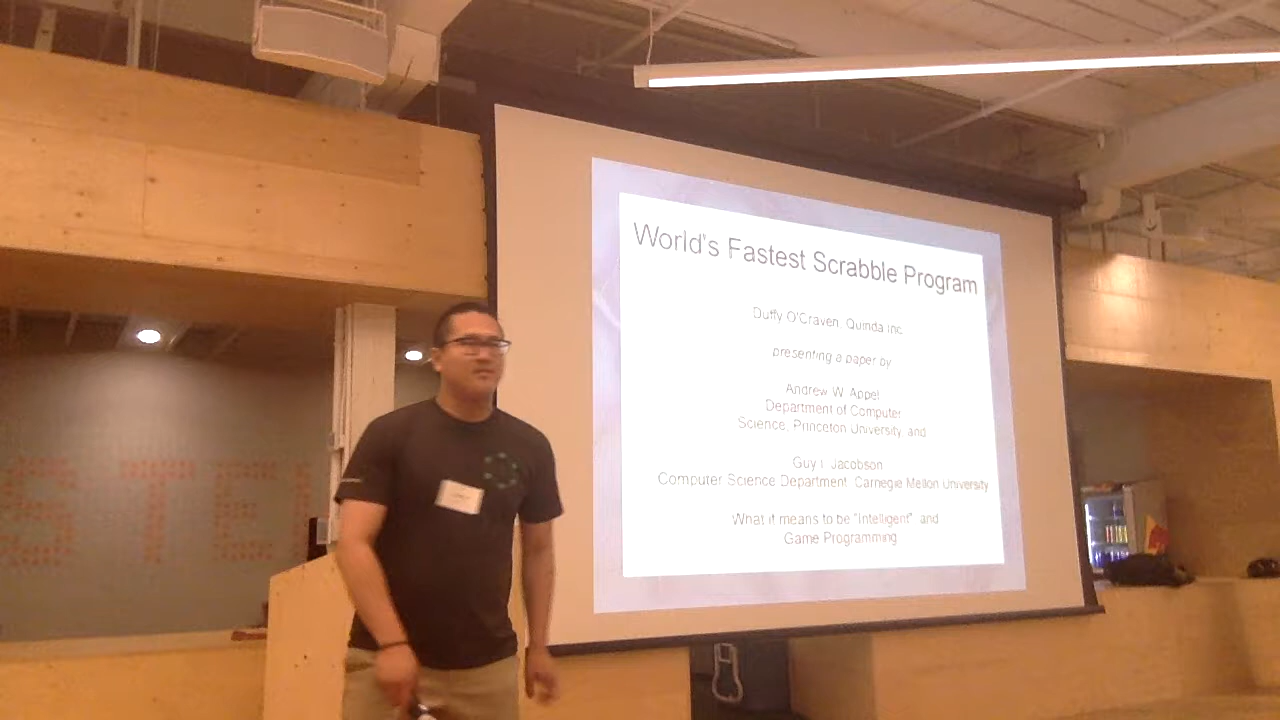 World's Fastest Scrabble Program
Duffy O'Craven, Quinda Inc.
presenting a paper by
Andrew W. Appel
Department of Computer
Science, Princeton University, and
Guy J. Jacobson
Computer Science Department, Carnegie Mellon University
What it means to be "Intelligent" and
Game Programming
STE